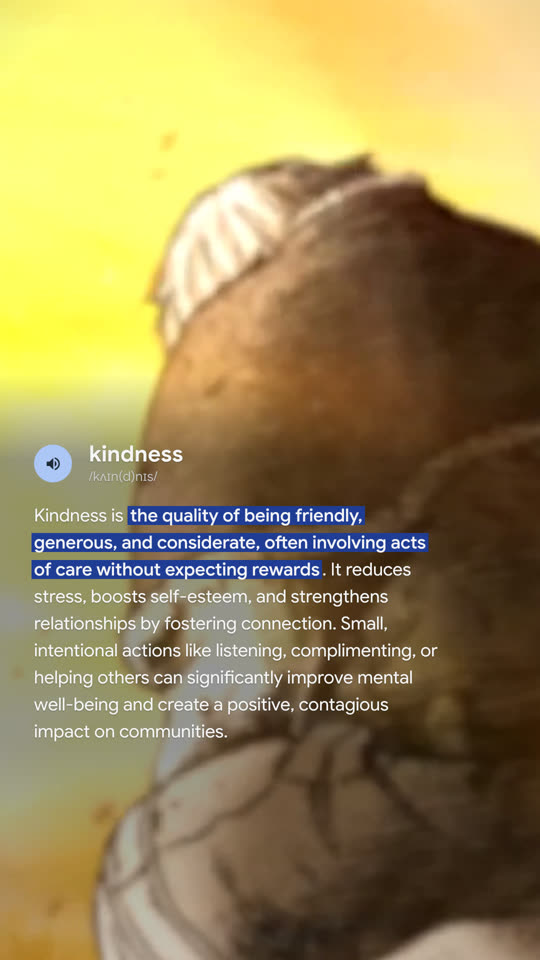 kindness
/kʌɪn(d)nɪs/
Kindness is the quality of being friendly,
generous, and considerate, often involving acts
of care without expecting rewards. It reduces
stress, boosts self-esteem, and strengthens
relationships by fostering connection. Small,
intentional actions like listening, complimenting, or
helping others can significantly improve mental
well-being and create a positive, contagious
impact on communities.